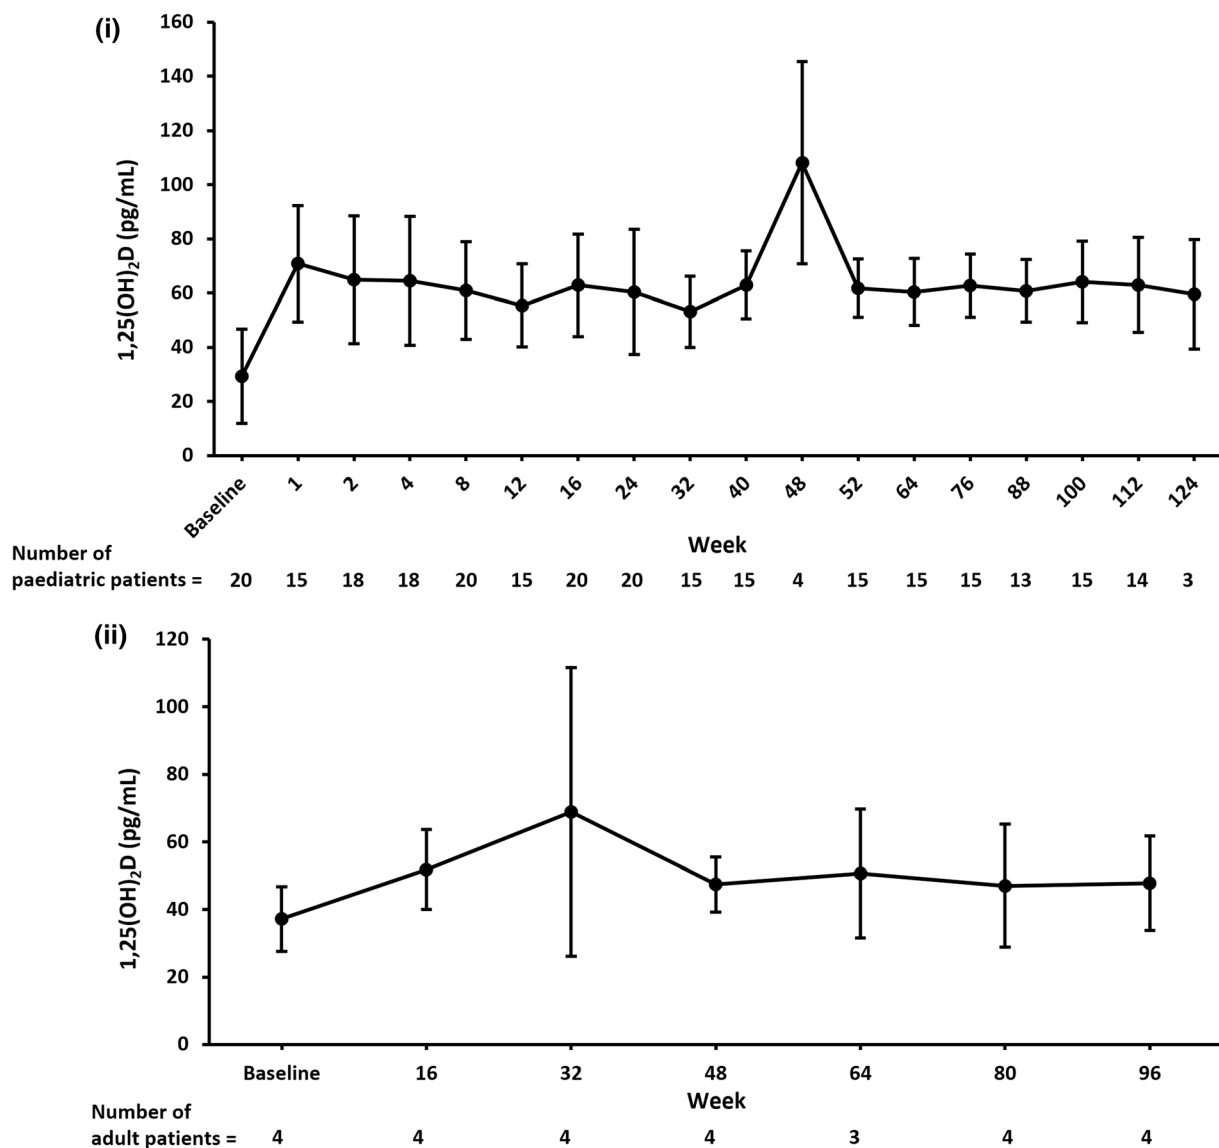 (i)
160
140
120
100
80
60
40
20
0
1,25(OH)₂D (pg/mL)
Baseline 1 2 4 8 12 16 24 32 40 48 52 64 76 88 100 112 124
Week
Number of
paediatric patients = 20 15 18 18 20 15 20 20 15 15 4 15 15 15 13 15 14 3
(ii)
120
100
80
60
40
20
0
1,25(OH)₂D (pg/mL)
Baseline 16 32 48 64 80 96
Week
Number of
adult patients = 4 4 4 4 3 4 4